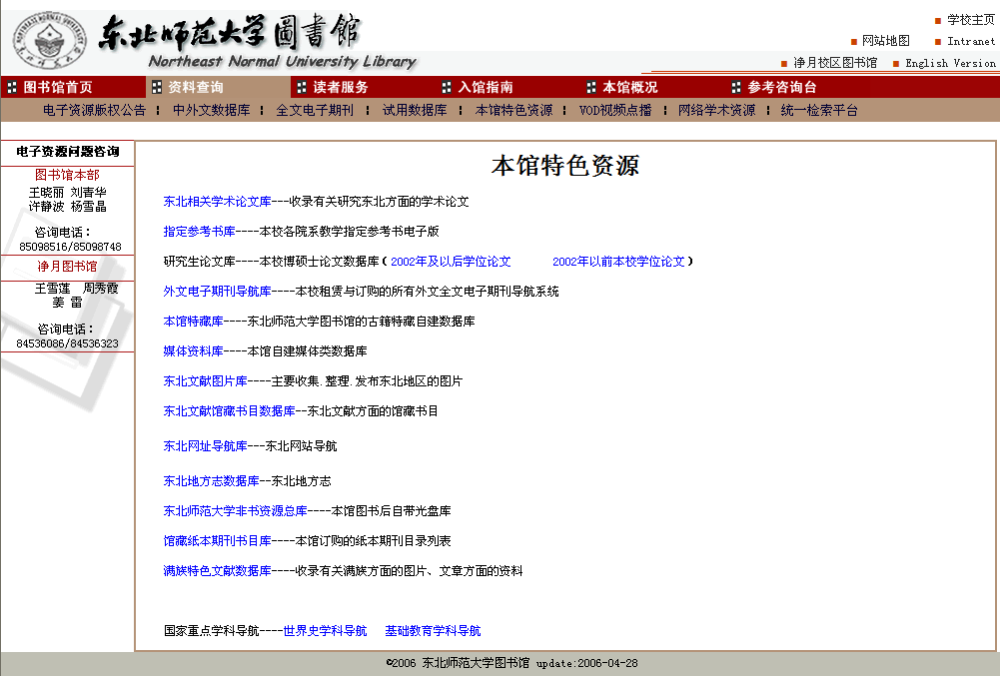 NORTHEAST NORMAL UNIVERSITY
东北师范大学圖書館
Northeast Normal University Library
学校主页
网站地图 Intranet
净月校区图书馆 English Version
图书馆首页 资料查询 读者服务 入馆指南 本馆概况 参考咨询台
电子资源版权公告 ¦ 中外文数据库 ¦ 全文电子期刊 ¦ 试用数据库 ¦ 本馆特色资源 ¦ VOD视频点播 ¦ 网络学术资源 ¦ 统一检索平台
电子资源问题咨询
图书馆本部
王晓丽 刘青华
许静波 杨雪晶
咨询电话：
85098516/85098748
净月图书馆
王雪莲 周秀霞
姜 雷
咨询电话：
84536086/84536323
本馆特色资源
东北相关学术论文库---收录有关研究东北方面的学术论文
指定参考书库----本校各院系教学指定参考书电子版
研究生论文库----本校博硕士论文数据库（2002年及以后学位论文 2002年以前本校学位论文）
外文电子期刊导航库----本校租赁与订购的所有外文全文电子期刊导航系统
本馆特藏库----东北师范大学图书馆的古籍特藏自建数据库
媒体资料库----本馆自建媒体类数据库
东北文献图片库----主要收集.整理.发布东北地区的图片
东北文献馆藏书目数据库--东北文献方面的馆藏书目
东北网址导航库---东北网站导航
东北地方志数据库--东北地方志
东北师范大学非书资源总库----本馆图书后自带光盘库
馆藏纸本期刊书目库----本馆订购的纸本期刊目录列表
满族特色文献数据库----收录有关满族方面的图片、文章方面的资料
国家重点学科导航----世界史学科导航 基础教育学科导航
©2006 东北师范大学图书馆 update:2006-04-28